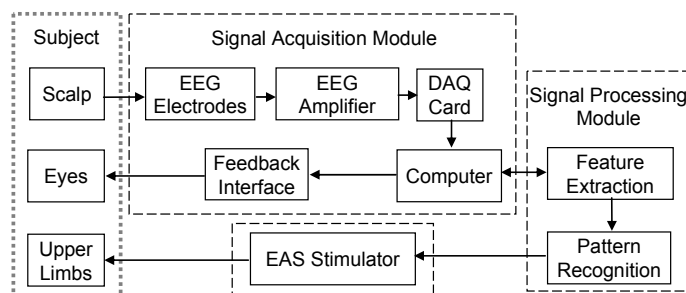 Subject
Signal Acquisition Module
Scalp
EEG
Electrodes
EEG
Amplifier
DAQ
Card
Signal Processing
Module
Eyes
Feedback
Interface
Computer
Feature
Extraction
Upper
Limbs
EAS Stimulator
Pattern
Recognition